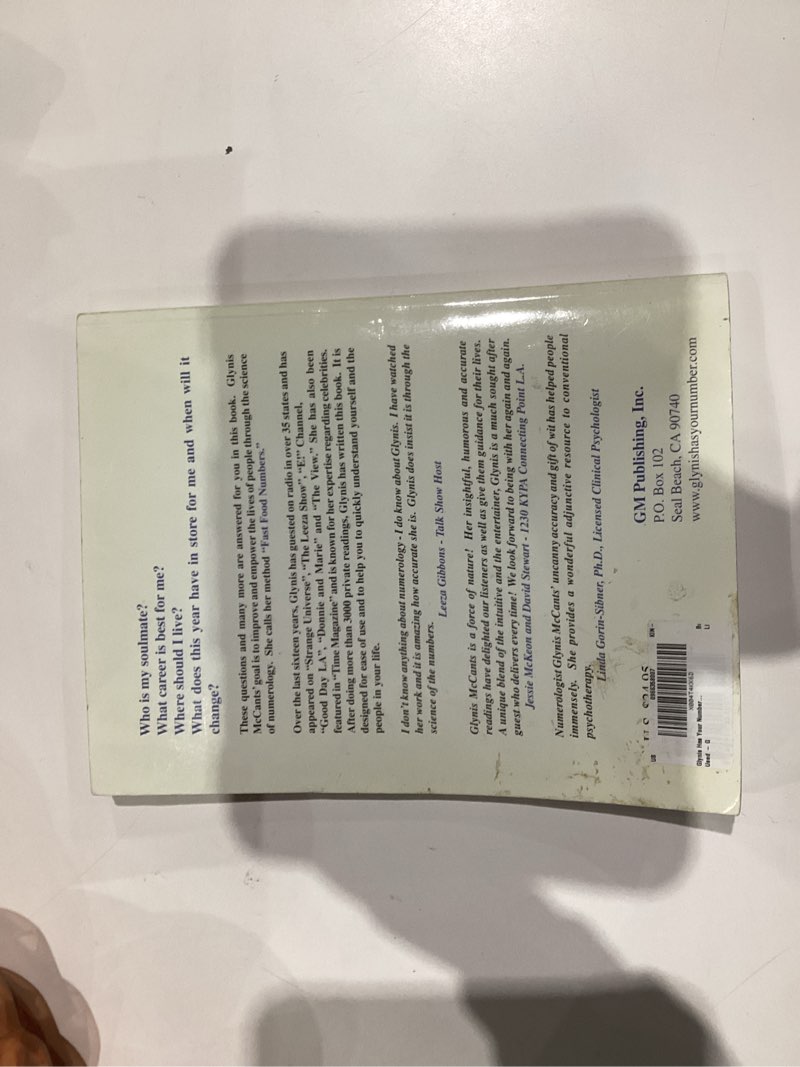 Who is my soulmate?
What career is best for me?
Where should I live?
What does this year have in store for me and when will it
change?
These questions and many more are answered for you in this book. Glynis
McCants' goal is to improve and empower the lives of people through the science
of numerology. She calls her method "Fast Food Numbers."
Over the last sixteen years, Glynis has guested on radio in over 35 states and has
appeared on "Strange Universe", "The Leeza Show", "E!" Channel,
"Good Day LA", "Donnie and Marie" and "The View." She has also been
featured in "Time Magazine" and is known for her expertise regarding celebrities.
After doing more than 3000 private readings, Glynis has written this book. It is
designed for ease of use and to help you to quickly understand yourself and the
people in your life.
I don't know anything about numerology - I do know about Glynis. I have watched
her work and it is amazing how accurate she is. Glynis does insist it is through the
science of the numbers.
Leeza Gibbons - Talk Show Host
Glynis McCants is a force of nature! Her insightful, humorous and accurate
readings have delighted our listeners as well as give them guidance for their lives.
A unique blend of the intuitive and the entertainer, Glynis is a much sought after
guest who delivers every time! We look forward to being with her again and again.
Jessie McKeon and David Stewart - 1230 KYPA Connecting Point L.A.
Numerologist Glynis McCants' uncanny accuracy and gift of wit has helped people
immensely. She provides a wonderful adjunctive resource to conventional
psychotherapy.
Linda Gorin-Sibner, Ph.D., Licensed Clinical Psychologist
GM Publishing, Inc.
P.O. Box 102
Seal Beach, CA 90740
www.glynishasyournumber.com
U.S. $24.95
Glynis Has Your Number...
Used - G